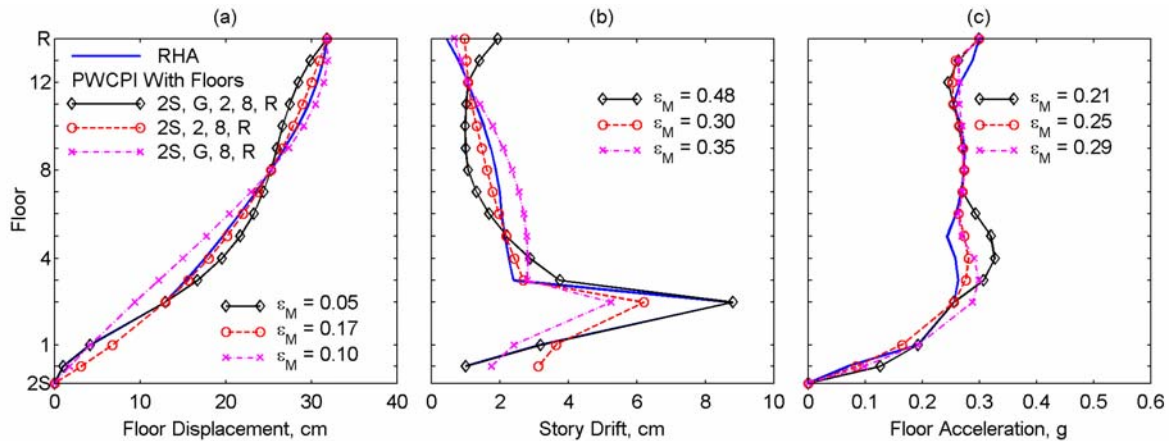 (a)
R
12
8
4
1
2S
Floor
RHA
PWCPI With Floors
2S, G, 2, 8, R
2S, 2, 8, R
2S, G, 8, R
εM = 0.05
εM = 0.17
εM = 0.10
0 10 20 30 40
Floor Displacement, cm
(b)
εM = 0.48
εM = 0.30
εM = 0.35
0 2 4 6 8 10
Story Drift, cm
(c)
εM = 0.21
εM = 0.25
εM = 0.29
0 0.1 0.2 0.3 0.4 0.5 0.6
Floor Acceleration, g